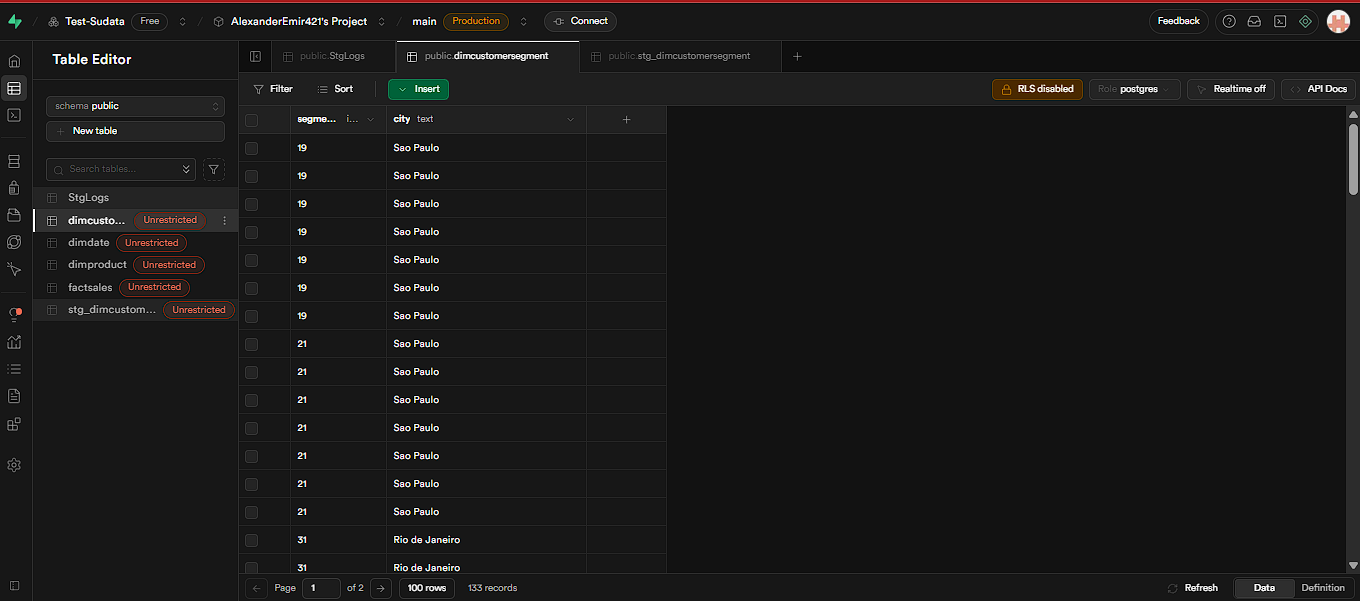 Test-Sudata Free / AlexanderEmir421's Project / main Production Connect Feedback
Table Editor
public.StgLogs public.dimcustomersegment public.stg_dimcustomersegment
Filter Sort Insert RLS disabled Role postgres Realtime off API Docs
schema public
New table
Search tables...
StgLogs
dimcusto... Unrestricted
dimdate Unrestricted
dimproduct Unrestricted
factsales Unrestricted
stg_dimcustom... Unrestricted
segme... i... city text
19 Sao Paulo
19 Sao Paulo
19 Sao Paulo
19 Sao Paulo
19 Sao Paulo
19 Sao Paulo
19 Sao Paulo
21 Sao Paulo
21 Sao Paulo
21 Sao Paulo
21 Sao Paulo
21 Sao Paulo
21 Sao Paulo
21 Sao Paulo
31 Rio de Janeiro
31 Rio de Janeiro
Page 1 of 2 100 rows 133 records Refresh Data Definition